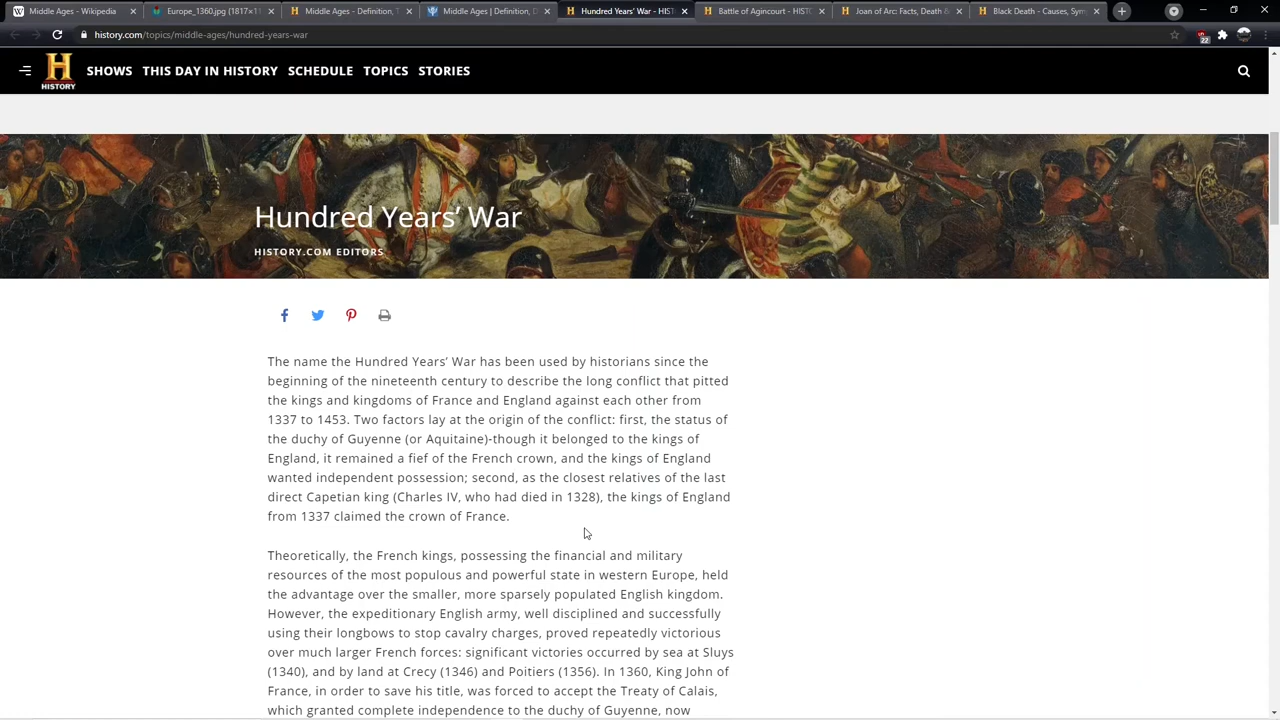 Middle Ages - Wikipedia
Europe_1360.jpg (1817×11
Middle Ages - Definition, T
Middle Ages | Definition, D
Hundred Years' War - HIST
Battle of Agincourt - HIST
Joan of Arc: Facts, Death &
Black Death - Causes, Sym
history.com/topics/middle-ages/hundred-years-war
22
H
HISTORY
SHOWS THIS DAY IN HISTORY SCHEDULE TOPICS STORIES
Hundred Years’ War
HISTORY.COM EDITORS
The name the Hundred Years’ War has been used by historians since the
beginning of the nineteenth century to describe the long conflict that pitted
the kings and kingdoms of France and England against each other from
1337 to 1453. Two factors lay at the origin of the conflict: first, the status of
the duchy of Guyenne (or Aquitaine)-though it belonged to the kings of
England, it remained a fief of the French crown, and the kings of England
wanted independent possession; second, as the closest relatives of the last
direct Capetian king (Charles IV, who had died in 1328), the kings of England
from 1337 claimed the crown of France.
Theoretically, the French kings, possessing the financial and military
resources of the most populous and powerful state in western Europe, held
the advantage over the smaller, more sparsely populated English kingdom.
However, the expeditionary English army, well disciplined and successfully
using their longbows to stop cavalry charges, proved repeatedly victorious
over much larger French forces: significant victories occurred by sea at Sluys
(1340), and by land at Crecy (1346) and Poitiers (1356). In 1360, King John of
France, in order to save his title, was forced to accept the Treaty of Calais,
which granted complete independence to the duchy of Guyenne, now